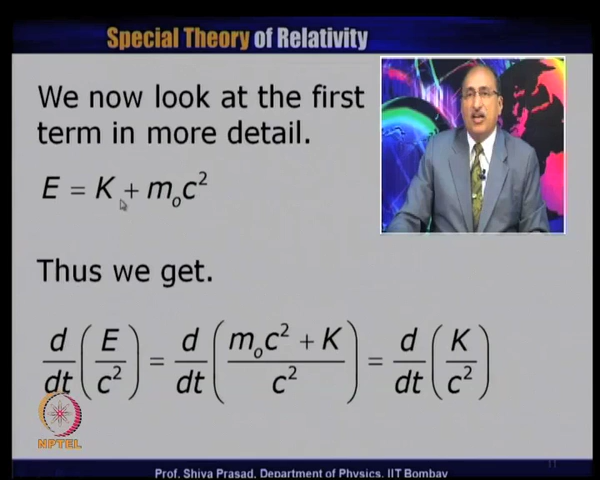 Special Theory of Relativity
We now look at the first
term in more detail.
E = K + m₀c²
Thus we get.
d/dt (E/c²) = d/dt ((m₀c² + K)/c²) = d/dt (K/c²)
NPTEL
11
Prof. Shiva Prasad, Department of Physics, IIT Bombay